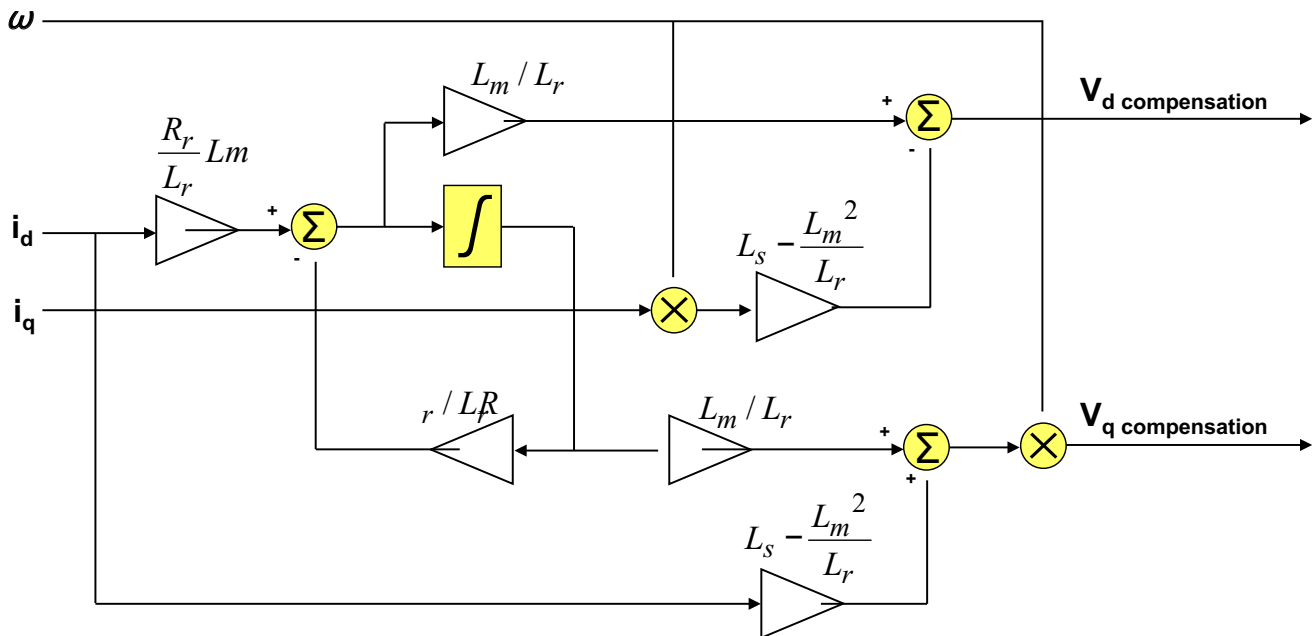 ω
L_m / L_r
+
Σ
V_d compensation
-
R_r
L_r
Lm
i_d
+
Σ
-
∫
L_s − L_m^2
L_r
i_q
×
r / L_rR
L_m / L_r
+
Σ
+
×
V_q compensation
L_s − L_m^2
L_r